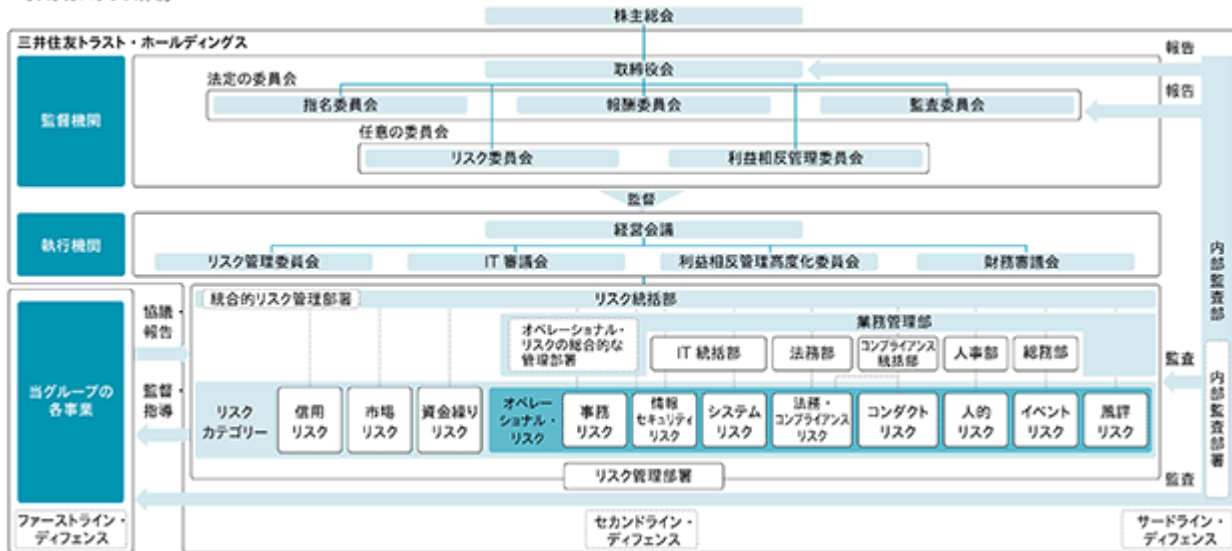 株主総会
三井住友トラスト・ホールディングス
報告
取締役会
法定の委員会
報告
指名委員会
報酬委員会
監査委員会
監督機関
任意の委員会
リスク委員会
利益相反管理委員会
監督
経営会議
執行機関
リスク管理委員会
IT 審議会
利益相反管理高度化委員会
財務審議会
内部監査部
協議・
報告
統合的リスク管理部署
リスク統括部
業務管理部
オペレーショナル・
リスクの総合的な
管理部署
IT 統括部
法務部
コンプライアンス
統括部
人事部
総務部
監査
内部監査部署
当グループの
各事業
監督・
指導
リスク
カテゴリー
信用
リスク
市場
リスク
資金繰り
リスク
オペレー
ショナル・
リスク
事務
リスク
情報
セキュリティ
リスク
システム
リスク
法務・
コンプライアンス
リスク
コンダクト
リスク
人的
リスク
イベント
リスク
風評
リスク
リスク管理部署
監査
ファーストライン・
ディフェンス
セカンドライン・
ディフェンス
サードライン・
ディフェンス